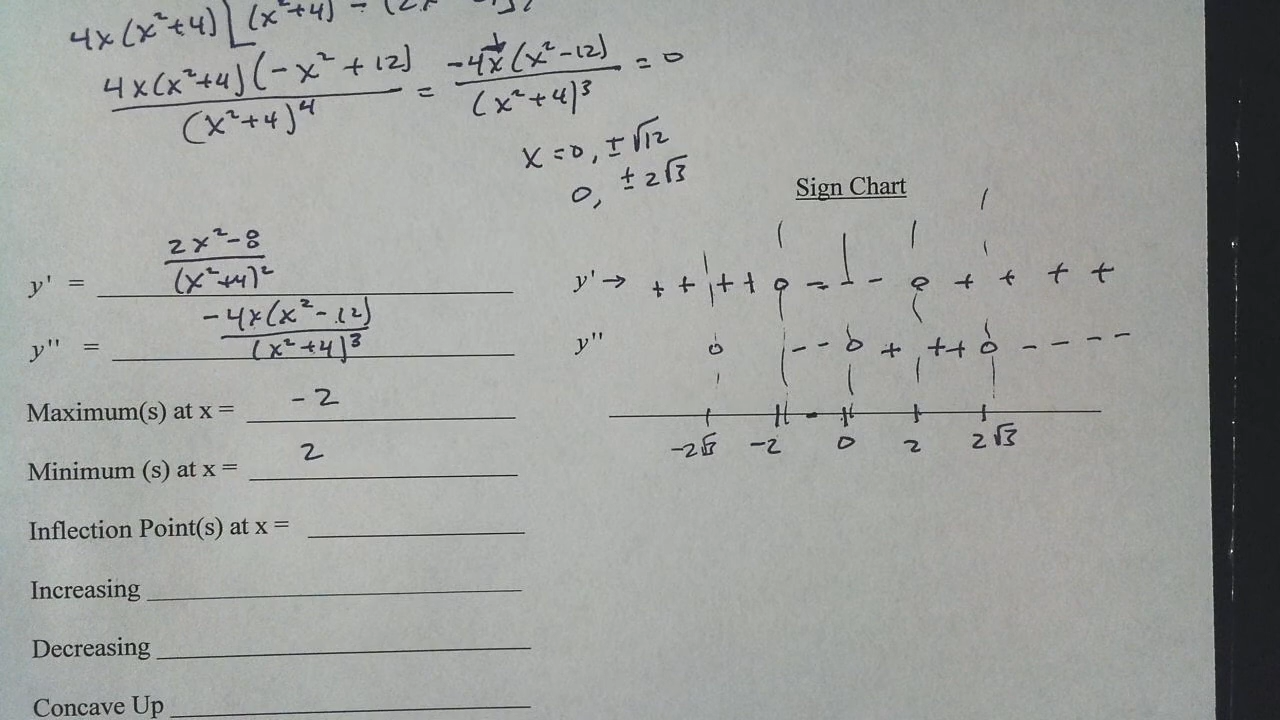 4x(x²+4)[(x²+4) - (2x
4x(x²+4)(-x²+12) / (x²+4)⁴ = -4x(x²-12) / (x²+4)³ = 0
x = 0, ±√12
0, ±2√3
Sign Chart
y' = 2x²-8 / (x²+4)²
y' → + + + + 0 - - - 0 + + + +
y'' = -4x(x²-12) / (x²+4)³
y'' 0 - - 0 + + + 0 - - - -
Maximum(s) at x = -2
-2√3 -2 0 2 2√3
Minimum (s) at x = 2
Inflection Point(s) at x =
Increasing
Decreasing
Concave Up